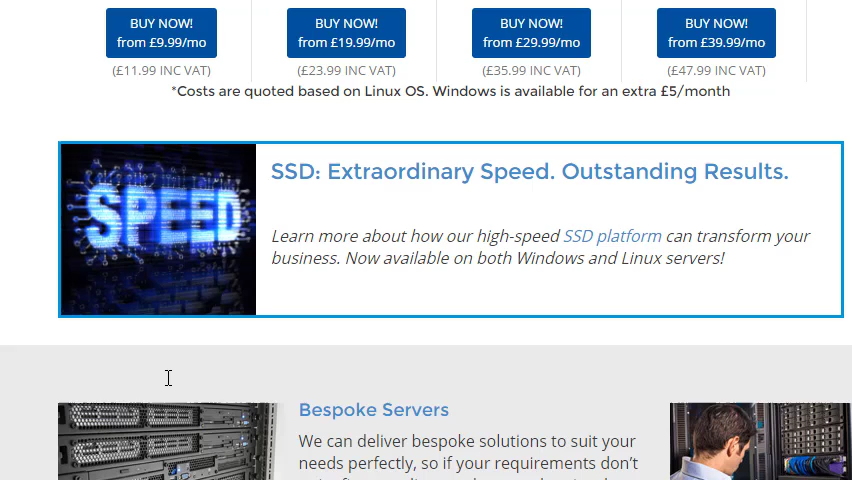 BUY NOW!
from £9.99/mo
BUY NOW!
from £19.99/mo
BUY NOW!
from £29.99/mo
BUY NOW!
from £39.99/mo
(£11.99 INC VAT)
(£23.99 INC VAT)
(£35.99 INC VAT)
(£47.99 INC VAT)
*Costs are quoted based on Linux OS. Windows is available for an extra £5/month
SPEED
SSD: Extraordinary Speed. Outstanding Results.
Learn more about how our high-speed SSD platform can transform your
business. Now available on both Windows and Linux servers!
Bespoke Servers
We can deliver bespoke solutions to suit your
needs perfectly, so if your requirements don't